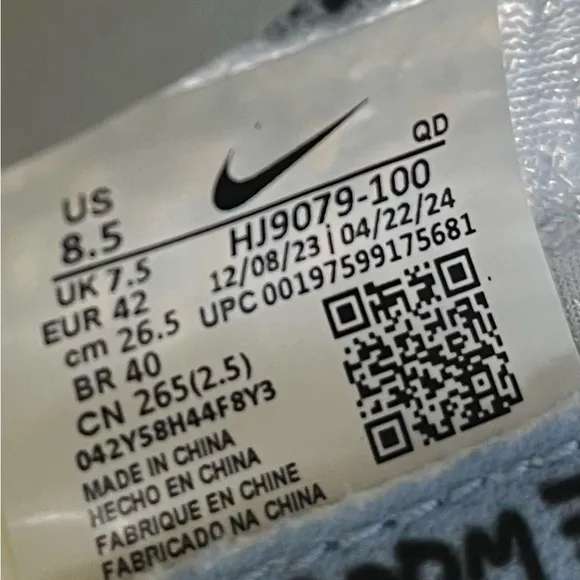 QD
US
8.5
UK 7.5
EUR 42
cm 26.5
BR 40
CN 265(2.5)
042Y58H44F8Y3
MADE IN CHINA
HECHO EN CHINA
FABRIQUE EN CHINE
FABRICADO NA CHINA
HJ9079-100
12/08/23 | 04/22/24
UPC 00197599175681